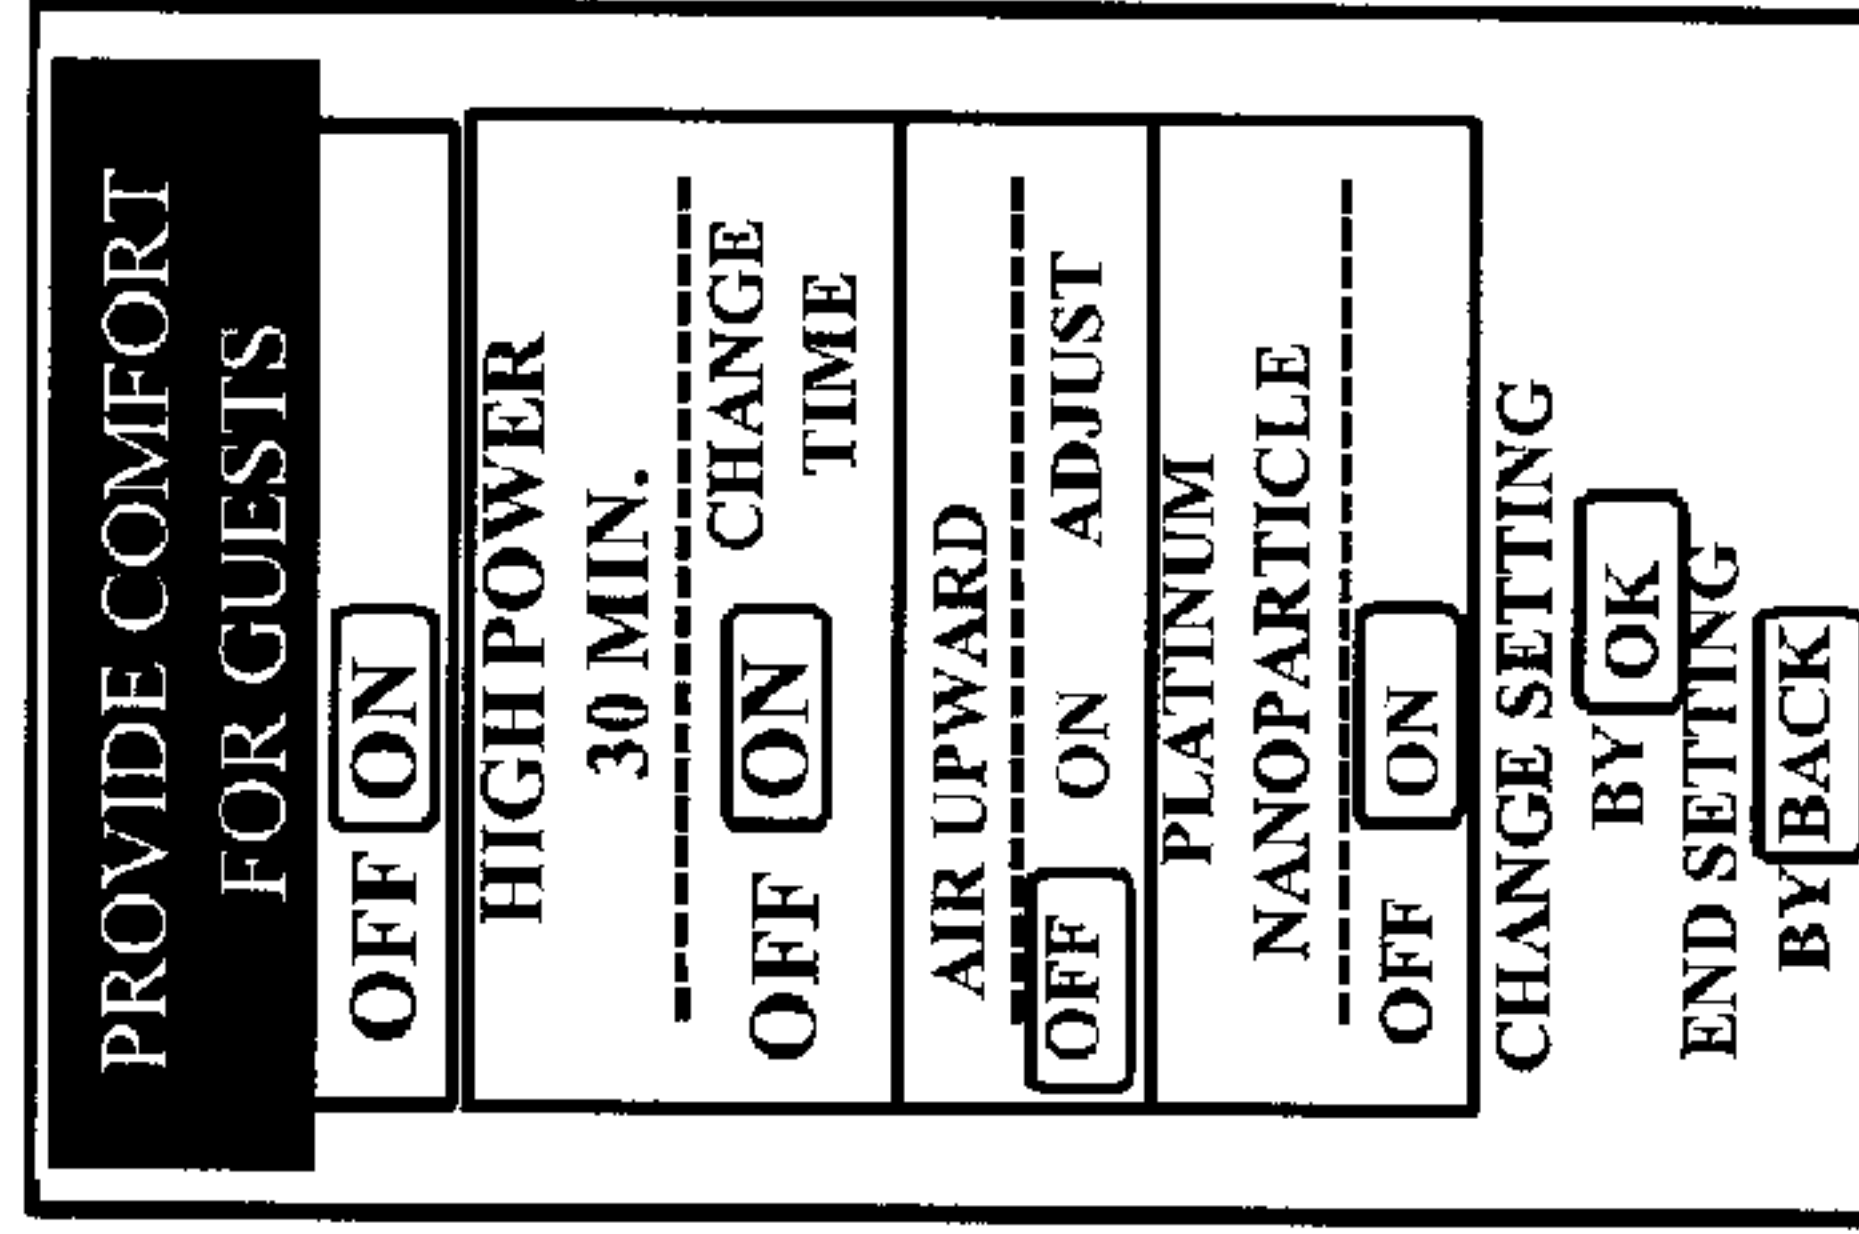 PROVIDE COMFORT
FOR GUESTS
OFF ON
HIGH POWER
30 MIN.
OFF ON CHANGE
TIME
AIR UPWARD
OFF ON ADJUST
PLATINUM
NANOPARTICLE
OFF ON
CHANGE SETTING
BY OK
END SETTING
BY BACK